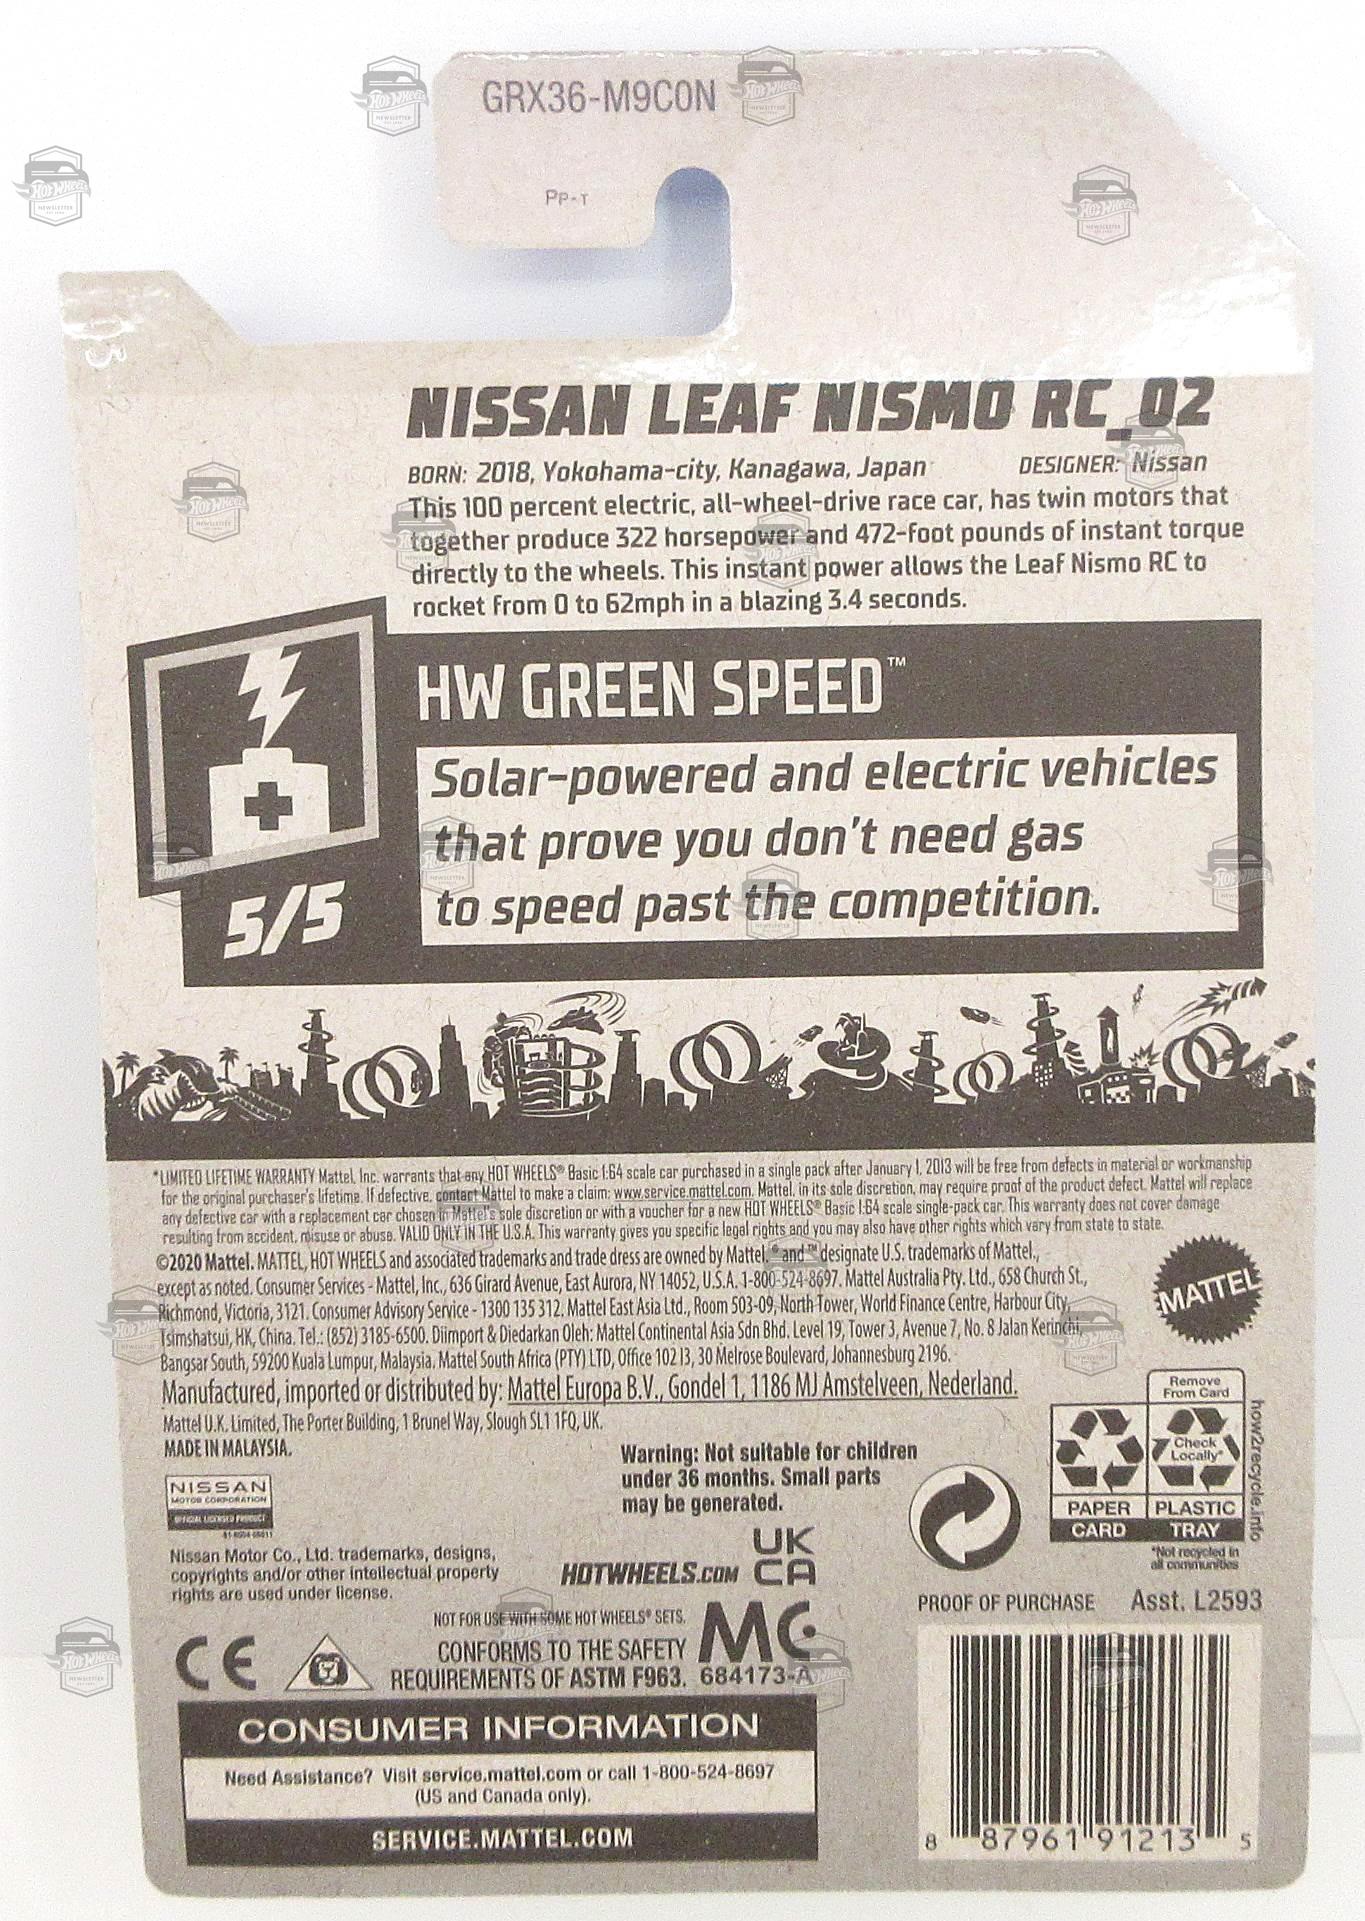 GRX36-M9C0N
PP-T
NISSAN LEAF NISMO RC_02
BORN: 2018, Yokohama-city, Kanagawa, Japan DESIGNER: Nissan
This 100 percent electric, all-wheel-drive race car, has twin motors that
together produce 322 horsepower and 472-foot pounds of instant torque
directly to the wheels. This instant power allows the Leaf Nismo RC to
rocket from 0 to 62mph in a blazing 3.4 seconds.
HW GREEN SPEED™
Solar-powered and electric vehicles
that prove you don't need gas
to speed past the competition.
5/5
*LIMITED LIFETIME WARRANTY Mattel, Inc. warrants that any HOT WHEELS® Basic 1:64 scale car purchased in a single pack after January 1, 2013 will be free from defects in material or workmanship
for the original purchaser's lifetime. If defective, contact Mattel to make a claim: www.service.mattel.com. Mattel, in its sole discretion, may require proof of the product defect. Mattel will replace
any defective car with a replacement car chosen in Mattel's sole discretion or with a voucher for a new HOT WHEELS® Basic 1:64 scale single-pack car. This warranty does not cover damage
resulting from accident, misuse or abuse. VALID ONLY IN THE U.S.A. This warranty gives you specific legal rights and you may also have other rights which vary from state to state.
©2020 Mattel. MATTEL, HOT WHEELS and associated trademarks and trade dress are owned by Mattel. ® and ™ designate U.S. trademarks of Mattel.,
except as noted. Consumer Services - Mattel, Inc., 636 Girard Avenue, East Aurora, NY 14052, U.S.A. 1-800-524-8697. Mattel Australia Pty. Ltd., 658 Church St.,
Richmond, Victoria, 3121. Consumer Advisory Service - 1300 135 312. Mattel East Asia Ltd., Room 503-09, North Tower, World Finance Centre, Harbour City,
Tsimshatsui, HK, China. Tel.: (852) 3185-6500. Diimport & Diedarkan Oleh: Mattel Continental Asia Sdn Bhd. Level 19, Tower 3, Avenue 7, No. 8 Jalan Kerinchi,
Bangsar South, 59200 Kuala Lumpur, Malaysia. Mattel South Africa (PTY) LTD, Office 102 I3, 30 Melrose Boulevard, Johannesburg 2196.
Manufactured, imported or distributed by: Mattel Europa B.V., Gondel 1, 1186 MJ Amstelveen, Nederland.
Mattel U.K. Limited, The Porter Building, 1 Brunel Way, Slough SL1 1FQ, UK.
MADE IN MALAYSIA.
MATTEL
Warning: Not suitable for children
under 36 months. Small parts
may be generated.
Remove
From Card
Check
Locally*
PAPER PLASTIC
CARD TRAY
how2recycle.info
*Not recycled in
all communities
NISSAN
MOTOR CORPORATION
OFFICIAL LICENSED PRODUCT
Nissan Motor Co., Ltd. trademarks, designs,
copyrights and/or other intellectual property
rights are used under license.
HOTWHEELS.COM
UK
CA
NOT FOR USE WITH SOME HOT WHEELS® SETS.
CE
CONFORMS TO THE SAFETY
REQUIREMENTS OF ASTM F963.
MC
684173-A
PROOF OF PURCHASE Asst. L2593
CONSUMER INFORMATION
Need Assistance? Visit service.mattel.com or call 1-800-524-8697
(US and Canada only).
SERVICE.MATTEL.COM
8 87961 91213 5
Hot Wheels
NEWSLETTER